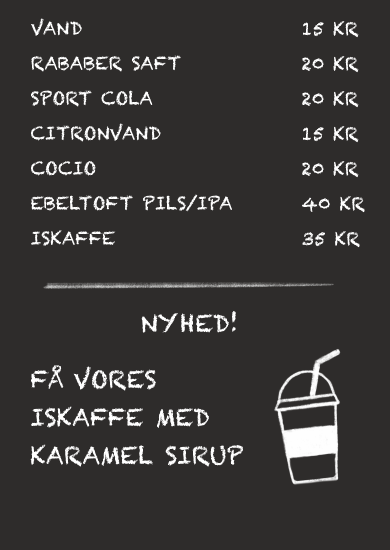 VAND 15 KR
RABABER SAFT 20 KR
SPORT COLA 20 KR
CITRONVAND 15 KR
COCIO 20 KR
EBELTOFT PILS/IPA 40 KR
ISKAFFE 35 KR
NYHED!
FÅ VORES
ISKAFFE MED
KARAMEL SIRUP